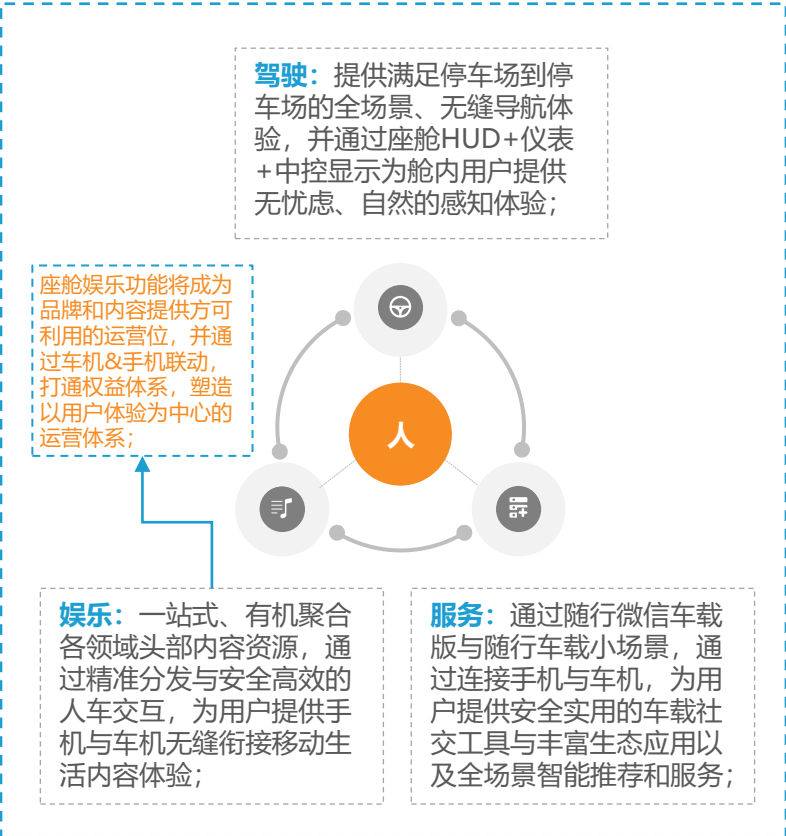 驾驶：提供满足停车场到停
车场的全场景、无缝导航体
验，并通过座舱HUD+仪表
+中控显示为舱内用户提供
无忧虑、自然的感知体验；
座舱娱乐功能将成为
品牌和内容提供方可
利用的运营位，并通
过车机&手机联动，
打通权益体系，塑造
以用户体验为中心的
运营体系；
人
娱乐：一站式、有机聚合
各领域头部内容资源，通
过精准分发与安全高效的
人车交互，为用户提供手
机与车机无缝衔接移动生
活内容体验；
服务：通过随行微信车载
版与随行车载小场景，通
过连接手机与车机，为用
户提供安全实用的车载社
交工具与丰富生态应用以
及全场景智能推荐和服务；